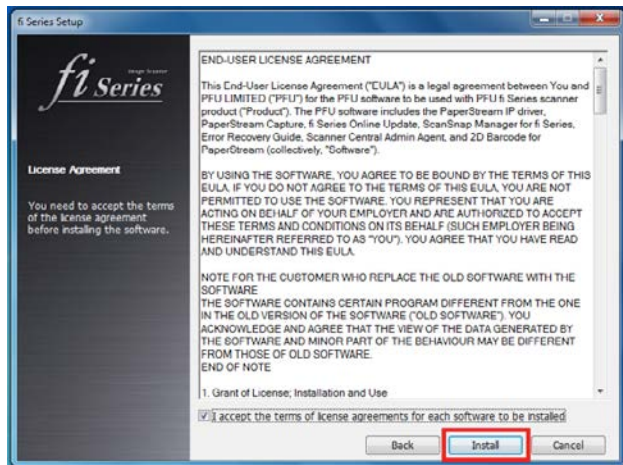 fi Series Setup
fi Image Scanner
Series
License Agreement
You need to accept the terms
of the license agreement
before installing the software.
END-USER LICENSE AGREEMENT
This End-User License Agreement ("EULA") is a legal agreement between You and
PFU LIMITED ("PFU") for the PFU software to be used with PFU fi Series scanner
product ("Product"). The PFU software includes the PaperStream IP driver,
PaperStream Capture, fi Series Online Update, ScanSnap Manager for fi Series,
Error Recovery Guide, Scanner Central Admin Agent, and 2D Barcode for
PaperStream (collectively, "Software").
BY USING THE SOFTWARE, YOU AGREE TO BE BOUND BY THE TERMS OF THIS
EULA. IF YOU DO NOT AGREE TO THE TERMS OF THIS EULA, YOU ARE NOT
PERMITTED TO USE THE SOFTWARE. YOU REPRESENT THAT YOU ARE
ACTING ON BEHALF OF YOUR EMPLOYER AND ARE AUTHORIZED TO ACCEPT
THESE TERMS AND CONDITIONS ON ITS BEHALF (SUCH EMPLOYER BEING
HEREINAFTER REFERRED TO AS "YOU"). YOU AGREE THAT YOU HAVE READ
AND UNDERSTAND THIS EULA.
NOTE FOR THE CUSTOMER WHO REPLACE THE OLD SOFTWARE WITH THE
SOFTWARE
THE SOFTWARE CONTAINS CERTAIN PROGRAM DIFFERENT FROM THE ONE
IN THE OLD VERSION OF THE SOFTWARE ("OLD SOFTWARE"). YOU
ACKNOWLEDGE AND AGREE THAT THE VIEW OF THE DATA GENERATED BY
THE SOFTWARE AND MINOR PART OF THE BEHAVIOUR MAY BE DIFFERENT
FROM THOSE OF OLD SOFTWARE.
END OF NOTE
1. Grant of License; Installation and Use
I accept the terms of license agreements for each software to be installed
Back
Install
Cancel